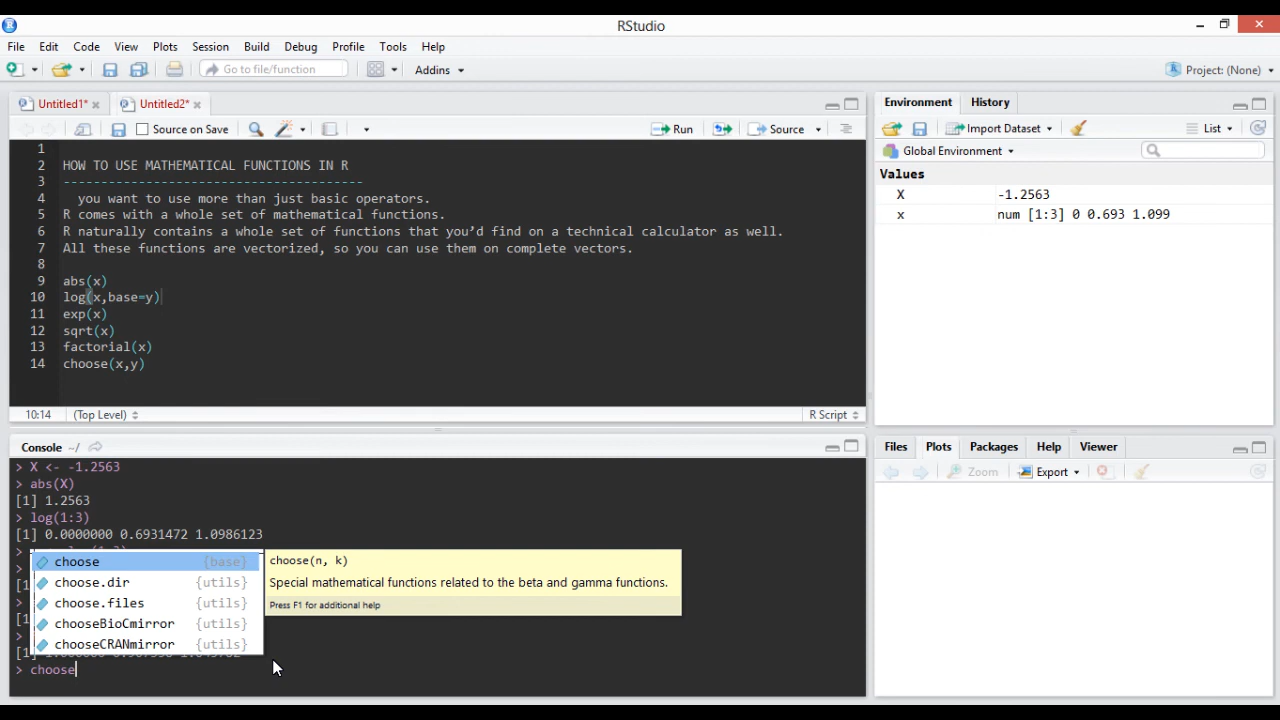 RStudio
File Edit Code View Plots Session Build Debug Profile Tools Help
Go to file/function Addins Project: (None)
Untitled1* Untitled2*
Source on Save Run Source
1
2 HOW TO USE MATHEMATICAL FUNCTIONS IN R
3 ----------------------------------------
4 you want to use more than just basic operators.
5 R comes with a whole set of mathematical functions.
6 R naturally contains a whole set of functions that you’d find on a technical calculator as well.
7 All these functions are vectorized, so you can use them on complete vectors.
8
9 abs(x)
10 log(x,base=y)
11 exp(x)
12 sqrt(x)
13 factorial(x)
14 choose(x,y)
10:14 (Top Level) R Script
Console ~/
> X <- -1.2563
> abs(X)
[1] 1.2563
> log(1:3)
[1] 0.0000000 0.6931472 1.0986123
>
>
[1]
>
[1]
>
[1]
> choose
choose {base}
choose.dir {utils}
choose.files {utils}
chooseBioCmirror {utils}
chooseCRANmirror {utils}
choose(n, k)
Special mathematical functions related to the beta and gamma functions.
Press F1 for additional help
Environment History
Import Dataset List
Global Environment
Values
X -1.2563
x num [1:3] 0 0.693 1.099
Files Plots Packages Help Viewer
Zoom Export